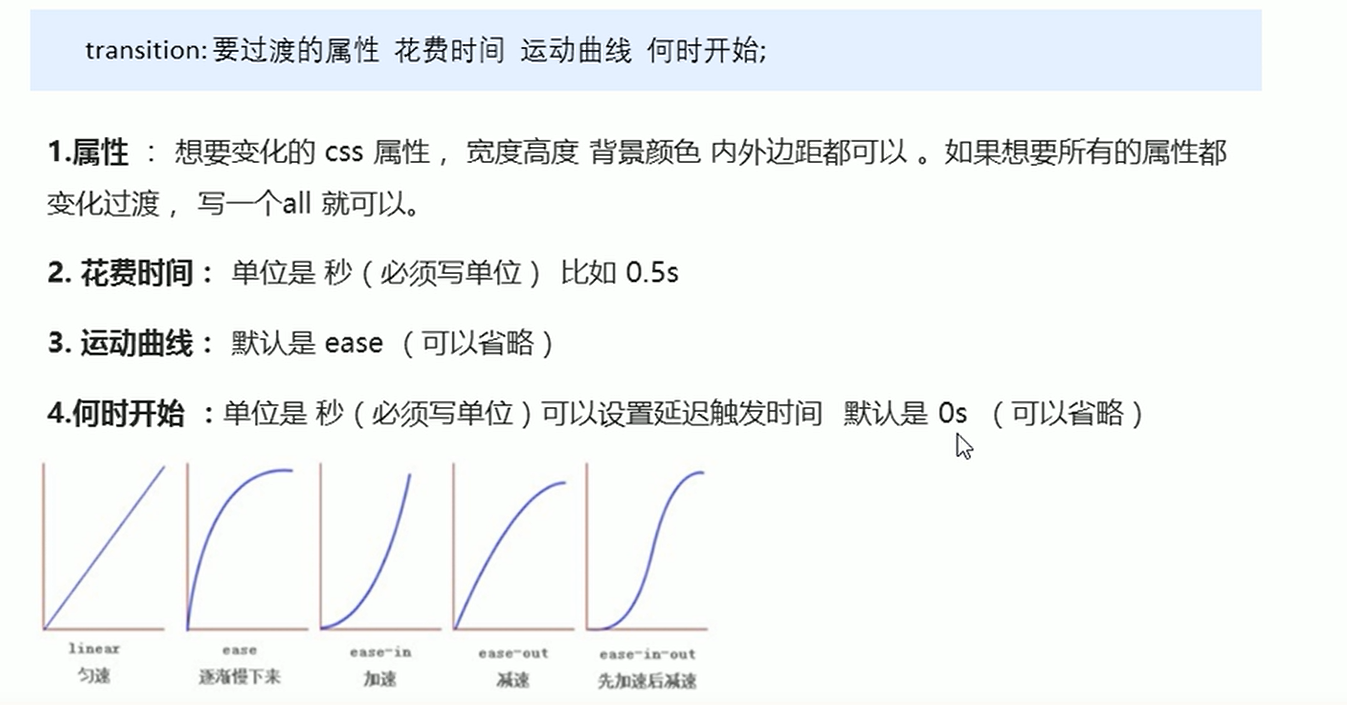 transition: 要过渡的属性 花费时间 运动曲线 何时开始;
1.属性 ： 想要变化的 css 属性， 宽度高度 背景颜色 内外边距都可以 。如果想要所有的属性都
变化过渡， 写一个all 就可以。
2. 花费时间： 单位是 秒（必须写单位） 比如 0.5s
3. 运动曲线： 默认是 ease （可以省略）
4.何时开始 ：单位是 秒（必须写单位）可以设置延迟触发时间 默认是 0s （可以省略）
linear ease ease-in ease-out ease-in-out
匀速 逐渐慢下来 加速 减速 先加速后减速